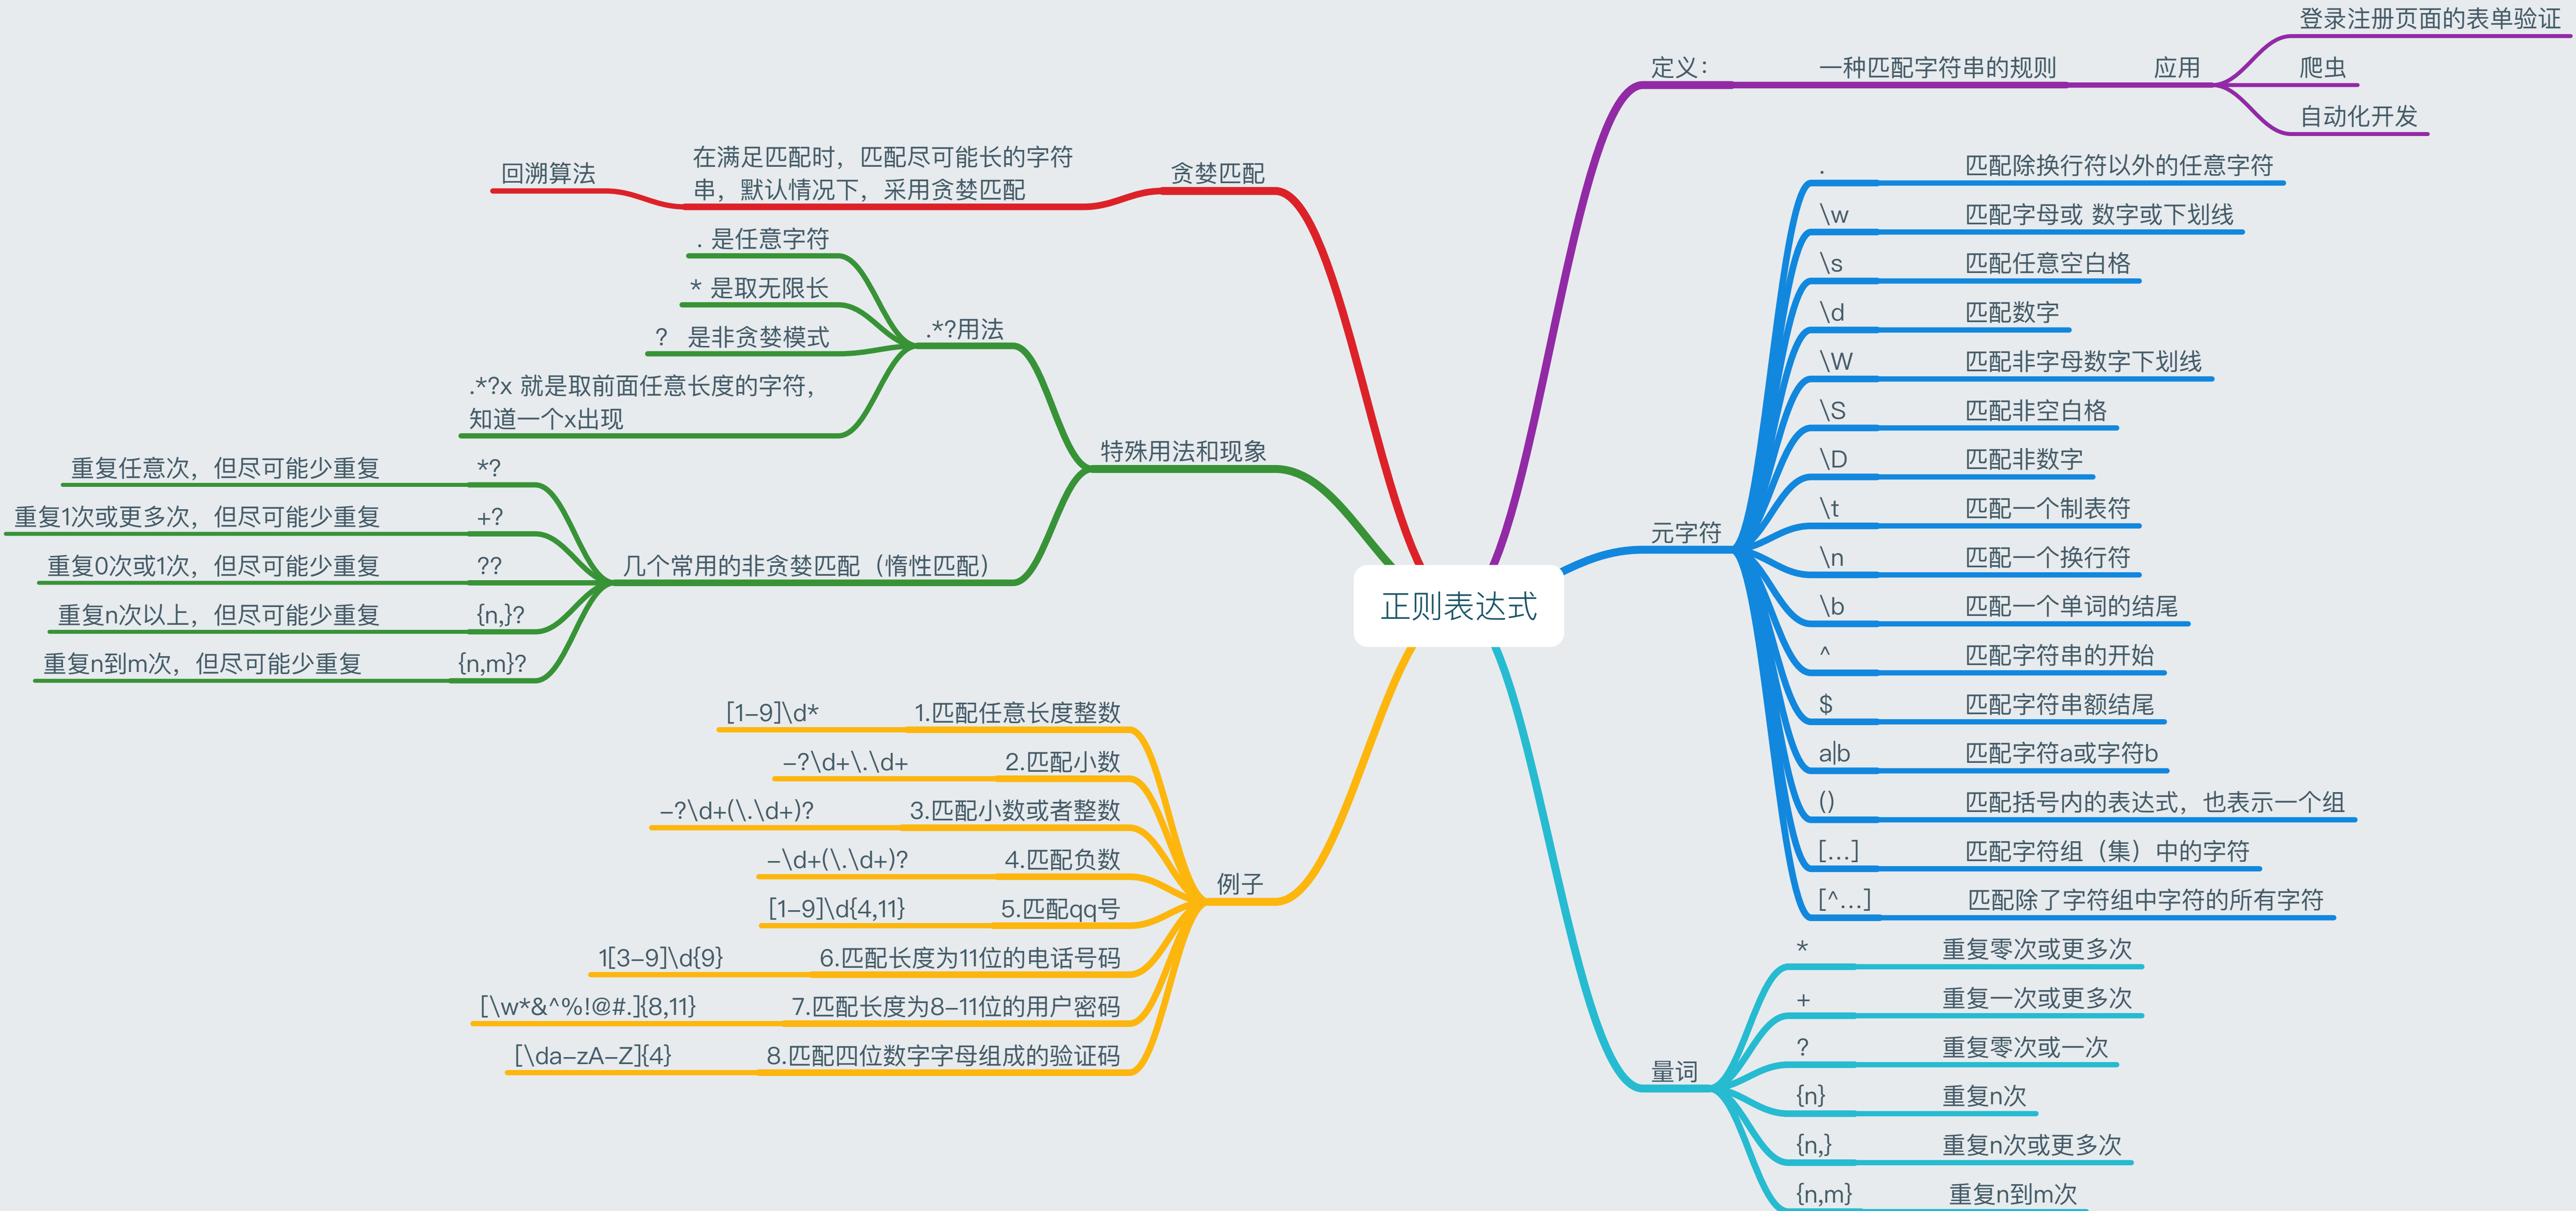 正则表达式
定义：
一种匹配字符串的规则
应用
登录注册页面的表单验证
爬虫
自动化开发
元字符
. 匹配除换行符以外的任意字符
\w 匹配字母或 数字或下划线
\s 匹配任意空白格
\d 匹配数字
\W 匹配非字母数字下划线
\S 匹配非空白格
\D 匹配非数字
\t 匹配一个制表符
\n 匹配一个换行符
\b 匹配一个单词的结尾
^ 匹配字符串的开始
$ 匹配字符串额结尾
a|b 匹配字符a或字符b
() 匹配括号内的表达式，也表示一个组
[...] 匹配字符组（集）中的字符
[^...] 匹配除了字符组中字符的所有字符
量词
* 重复零次或更多次
+ 重复一次或更多次
? 重复零次或一次
{n} 重复n次
{n,} 重复n次或更多次
{n,m} 重复n到m次
贪婪匹配
在满足匹配时，匹配尽可能长的字符
串，默认情况下，采用贪婪匹配
回溯算法
特殊用法和现象
.*?用法
. 是任意字符
* 是取无限长
? 是非贪婪模式
.*?x 就是取前面任意长度的字符，
知道一个x出现
几个常用的非贪婪匹配（惰性匹配）
*? 重复任意次，但尽可能少重复
+? 重复1次或更多次，但尽可能少重复
?? 重复0次或1次，但尽可能少重复
{n,}? 重复n次以上，但尽可能少重复
{n,m}? 重复n到m次，但尽可能少重复
例子
1.匹配任意长度整数 [1-9]\d*
2.匹配小数 -?\d+\.\d+
3.匹配小数或者整数 -?\d+(\.\d+)?
4.匹配负数 -\d+(\.\d+)?
5.匹配qq号 [1-9]\d{4,11}
6.匹配长度为11位的电话号码 1[3-9]\d{9}
7.匹配长度为8-11位的用户密码 [\w*&^%!@#.]{8,11}
8.匹配四位数字字母组成的验证码 [\da-zA-Z]{4}